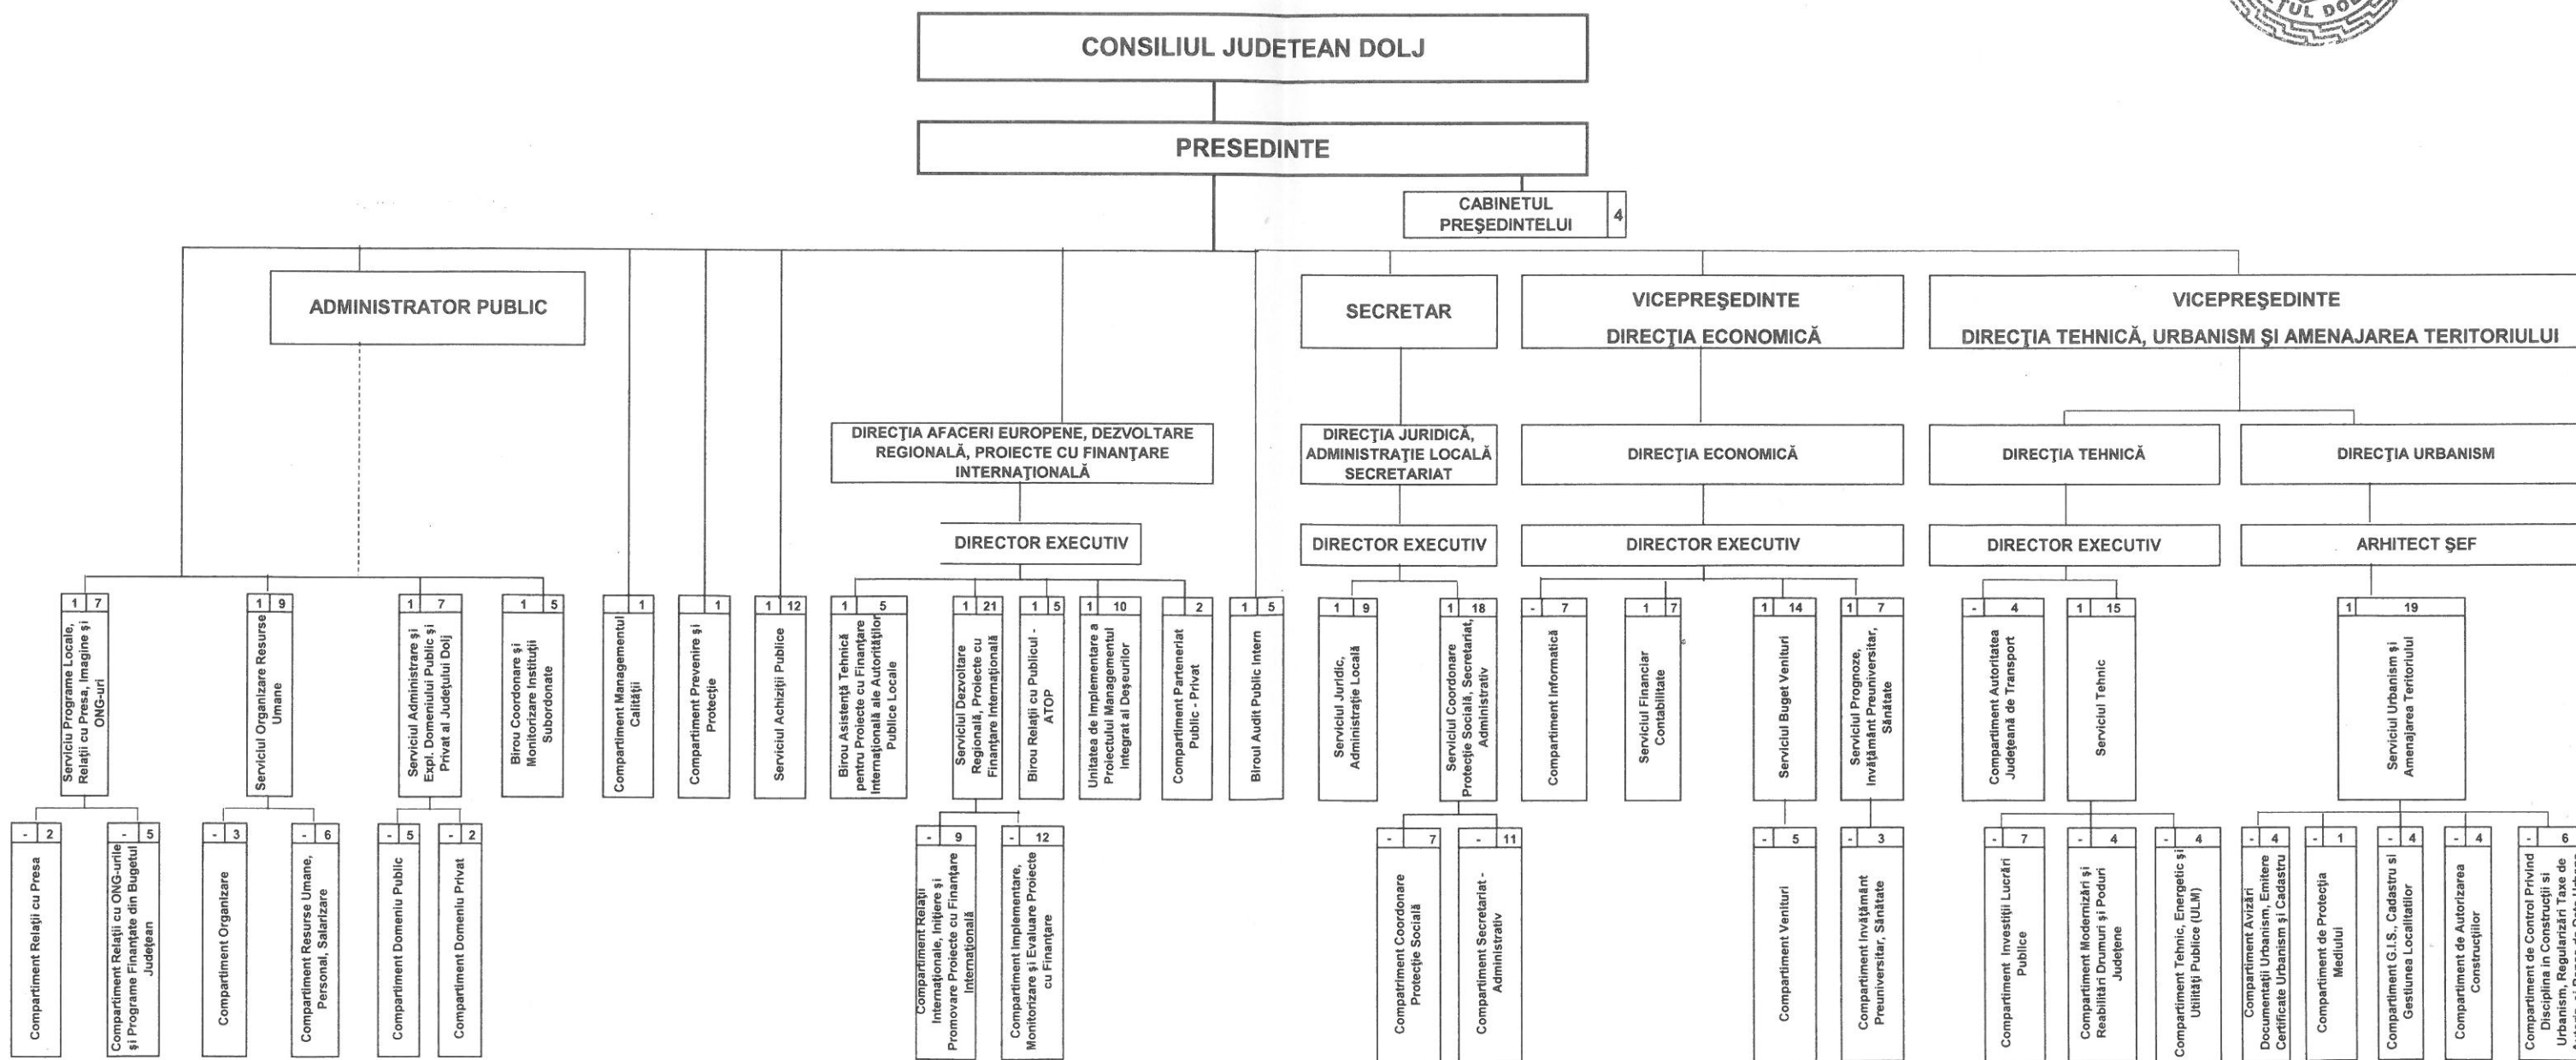 ȚUL DOL
CONSILIUL JUDETEAN DOLJ
PRESEDINTE
CABINETUL
PREŞEDINTELUI
4
ADMINISTRATOR PUBLIC
SECRETAR
VICEPREŞEDINTE
DIRECŢIA ECONOMICĂ
VICEPREŞEDINTE
DIRECŢIA TEHNICĂ, URBANISM ŞI AMENAJAREA TERITORIULUI
DIRECŢIA AFACERI EUROPENE, DEZVOLTARE
REGIONALĂ, PROIECTE CU FINANŢARE
INTERNAŢIONALĂ
DIRECŢIA JURIDICĂ,
ADMINISTRAŢIE LOCALĂ
SECRETARIAT
DIRECŢIA ECONOMICĂ
DIRECŢIA TEHNICĂ
DIRECŢIA URBANISM
DIRECTOR EXECUTIV
DIRECTOR EXECUTIV
DIRECTOR EXECUTIV
DIRECTOR EXECUTIV
ARHITECT ŞEF
1 7
Serviciu Programe Locale,
Relaţii cu Presa, Imagine şi
ONG-uri
1 9
Serviciul Organizare Resurse
Umane
1 7
Serviciul Administrare şi
Expl. Domeniului Public şi
Privat al Judeţului Dolj
1 5
Birou Coordonare şi
Monitorizare Instituţii
Subordonate
1
Compartiment Managementul
Calităţii
1
Compartiment Prevenire şi
Protecţie
1 12
Serviciul Achiziţii Publice
1 5
Birou Asistenţă Tehnică
pentru Proiecte cu Finanţare
Internaţională ale Autorităţilor
Publice Locale
1 21
Serviciul Dezvoltare
Regională, Proiecte cu
Finanţare Internaţională
1 5
Birou Relaţii cu Publicul -
ATOP
1 10
Unitatea de Implementare a
Proiectului Managementul
Integrat al Deşeurilor
2
Compartiment Parteneriat
Public - Privat
1 5
Biroul Audit Public Intern
1 9
Serviciul Juridic,
Administraţie Locală
1 18
Serviciul Coordonare
Protecţie Socială, Secretariat,
Administrativ
- 7
Compartiment Informatică
1 7
Serviciul Financiar
Contabilitate
1 14
Serviciul Buget Venituri
1 7
Serviciul Prognoze,
Invăţământ Preuniversitar,
Sănătate
- 4
Compartiment Autoritatea
Judeţeană de Transport
1 15
Serviciul Tehnic
1 19
Serviciul Urbanism şi
Amenajarea Teritoriului
- 2
Compartiment Relaţii cu Presa
- 5
Compartiment Relaţii cu ONG-urile
şi Programe Finanţate din Bugetul
Judeţean
- 3
Compartiment Organizare
- 6
Compartiment Resurse Umane,
Personal, Salarizare
- 5
Compartiment Domeniu Public
- 2
Compartiment Domeniu Privat
- 9
Compartiment Relaţii
Internaţionale, Iniţiere şi
Promovare Proiecte cu Finanţare
Internaţională
- 12
Compartiment Implementare,
Monitorizare şi Evaluare Proiecte
cu Finanţare
- 7
Compatriment Coordonare
Protecţie Socială
- 11
Compartiment Secretariat -
Administrativ
- 5
Compartiment Venituri
- 3
Compartiment Invăţământ
Preuniversitar, Sănătate
- 7
Compartiment Investiţii Lucrări
Publice
- 4
Compartiment Modernizări şi
Reabilitări Drumuri şi Poduri
Judeţene
- 4
Compartiment Tehnic, Energetic şi
Utilităţi Publice (ULM)
- 4
Compartiment Avizări
Documentaţii Urbanism, Emitere
Certificate Urbanism şi Cadastru
- 1
Compartiment de Protecţia
Mediului
- 4
Compartiment G.I.S., Cadastru si
Gestiunea Localitatilor
- 4
Compartiment de Autorizarea
Construcţiilor
- 6
Compartiment de Control Privind
Disciplina in Construcţii si
Urbanism, Regularizări Taxe de